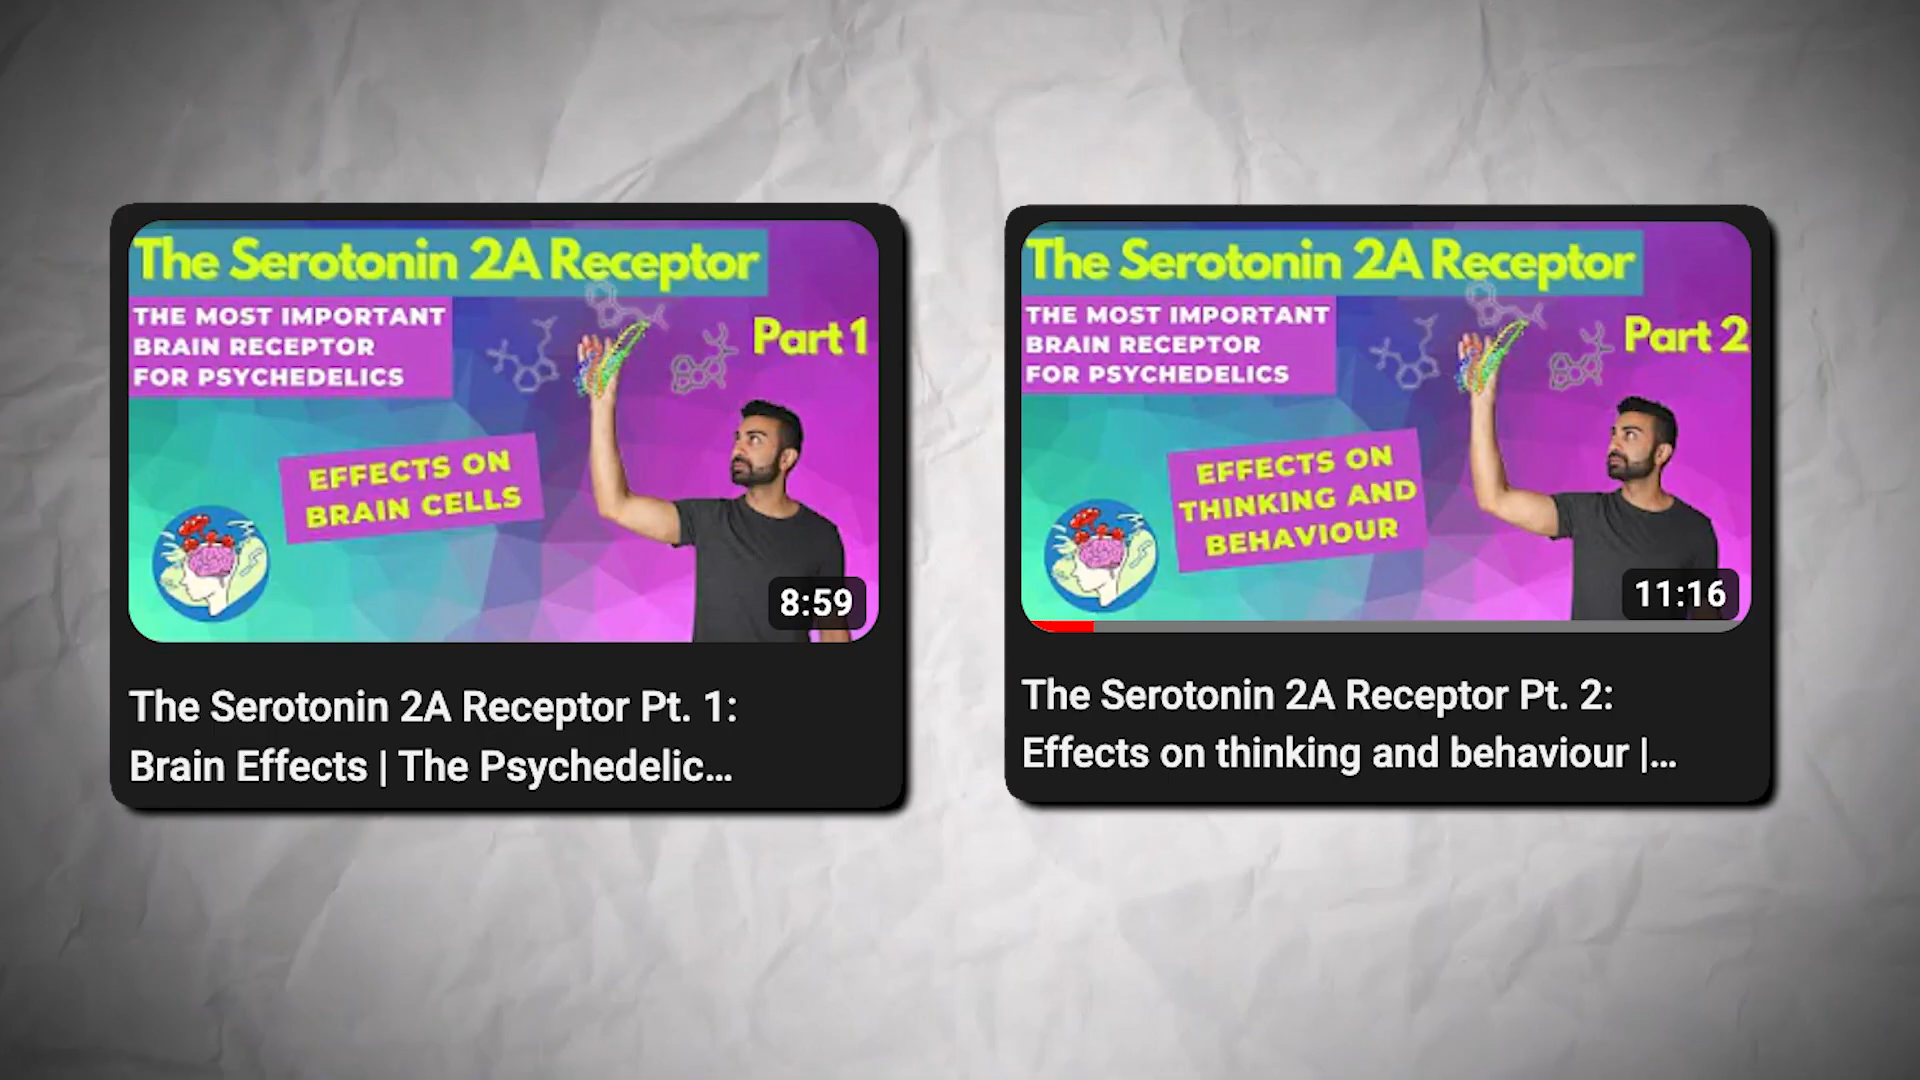 The Serotonin 2A Receptor
THE MOST IMPORTANT
BRAIN RECEPTOR
FOR PSYCHEDELICS
Part 1
EFFECTS ON
BRAIN CELLS
8:59
The Serotonin 2A Receptor Pt. 1:
Brain Effects | The Psychedelic...
The Serotonin 2A Receptor
THE MOST IMPORTANT
BRAIN RECEPTOR
FOR PSYCHEDELICS
Part 2
EFFECTS ON
THINKING AND
BEHAVIOUR
11:16
The Serotonin 2A Receptor Pt. 2:
Effects on thinking and behaviour |...